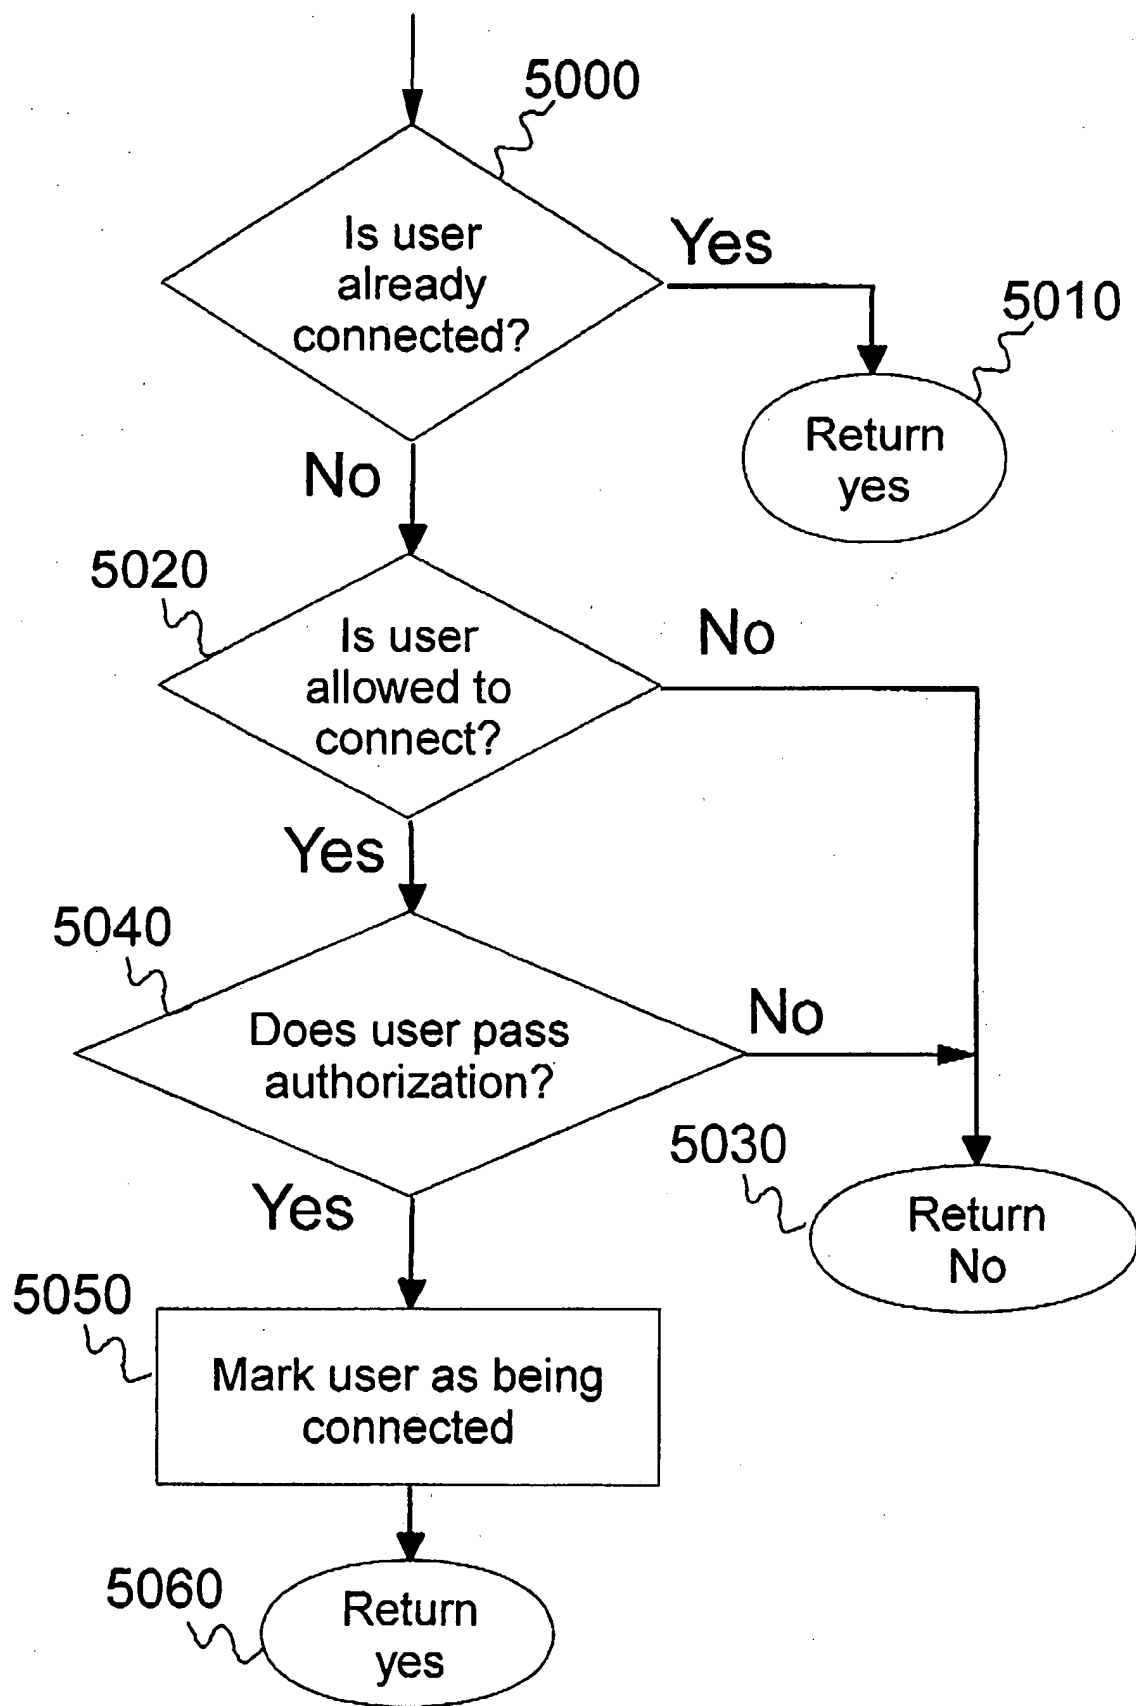 5000
Is user
already
connected?
Yes
5010
Return
yes
No
5020
Is user
allowed to
connect?
No
Yes
5040
Does user pass
authorization?
No
5030
Return
No
Yes
5050
Mark user as being
connected
5060
Return
yes